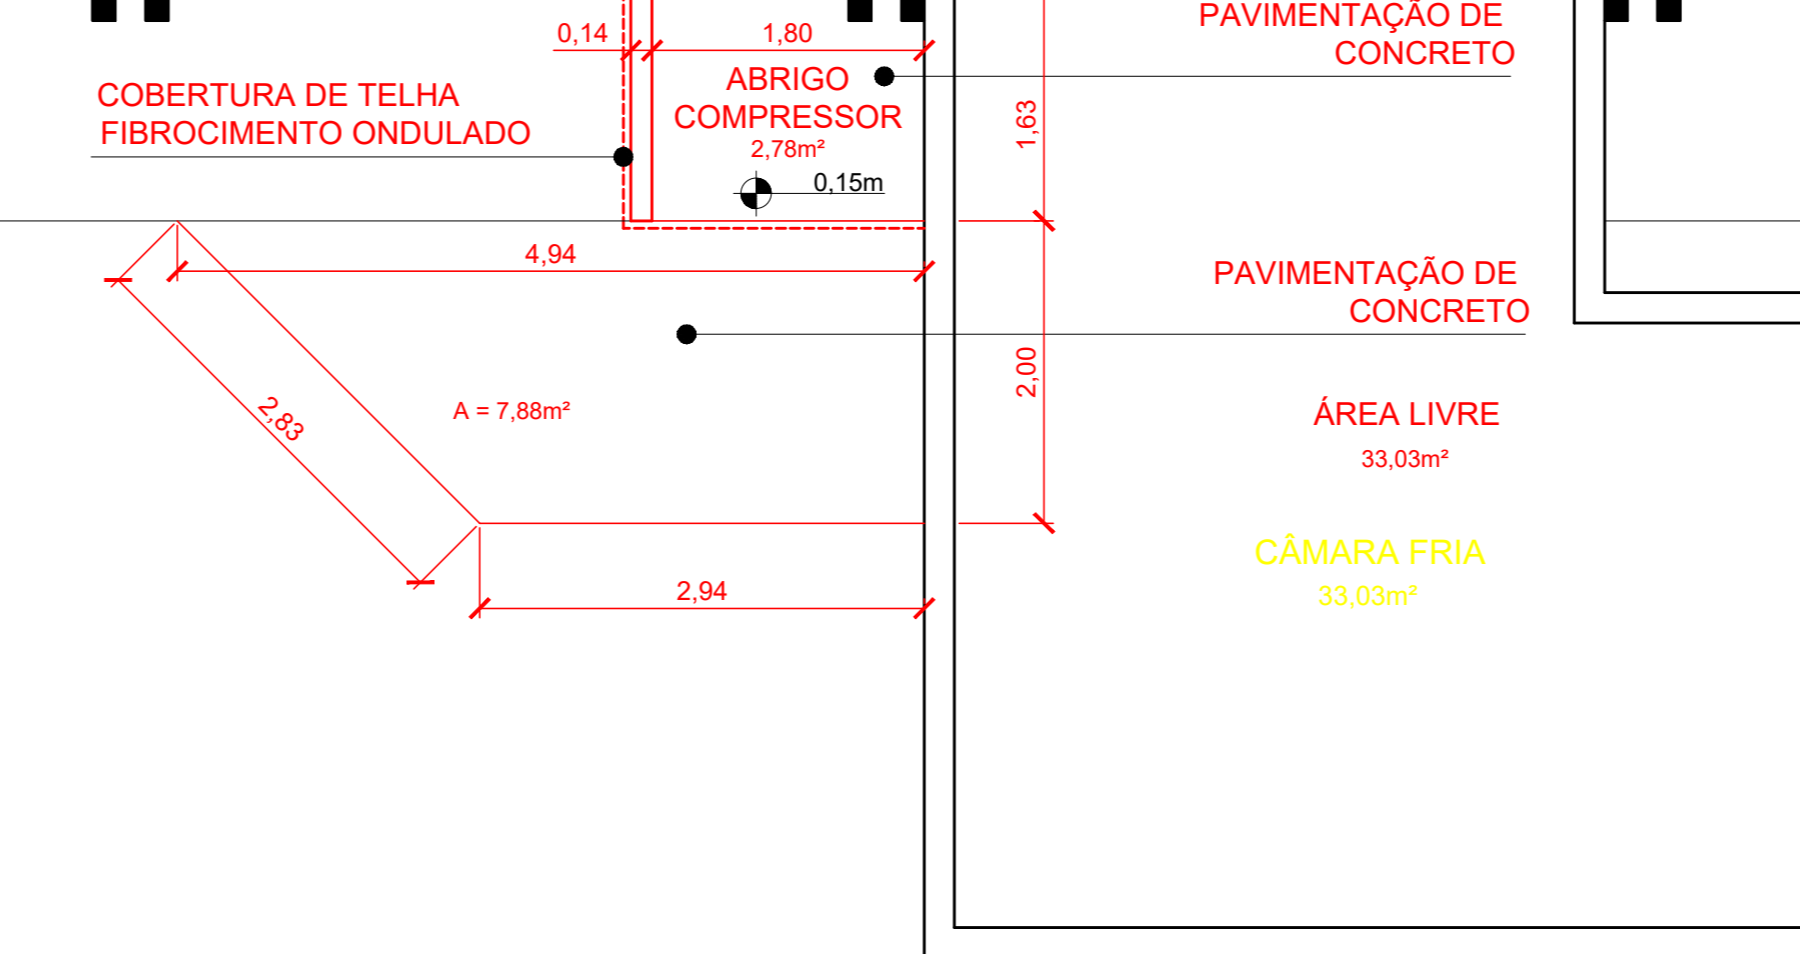 PAVIMENTAÇÃO DE
CONCRETO
0,14
1,80
COBERTURA DE TELHA
FIBROCIMENTO ONDULADO
ABRIGO
COMPRESSOR
2,78m²
0,15m
1,63
4,94
PAVIMENTAÇÃO DE
CONCRETO
2,00
2,83
A = 7,88m²
ÁREA LIVRE
33,03m²
CÂMARA FRIA
33,03m²
2,94